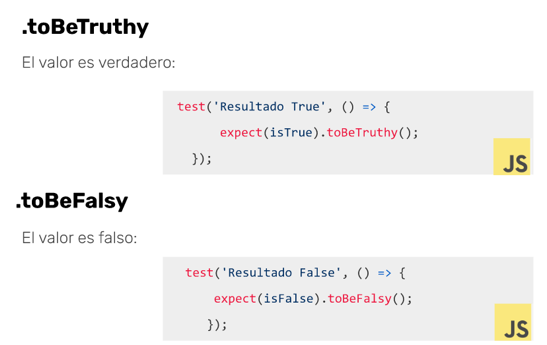 .toBeTruthy
El valor es verdadero:
test('Resultado True', () => {
expect(isTrue).toBeTruthy();
});
JS
.toBeFalsy
El valor es falso:
test('Resultado False', () => {
expect(isFalse).toBeFalsy();
});
JS